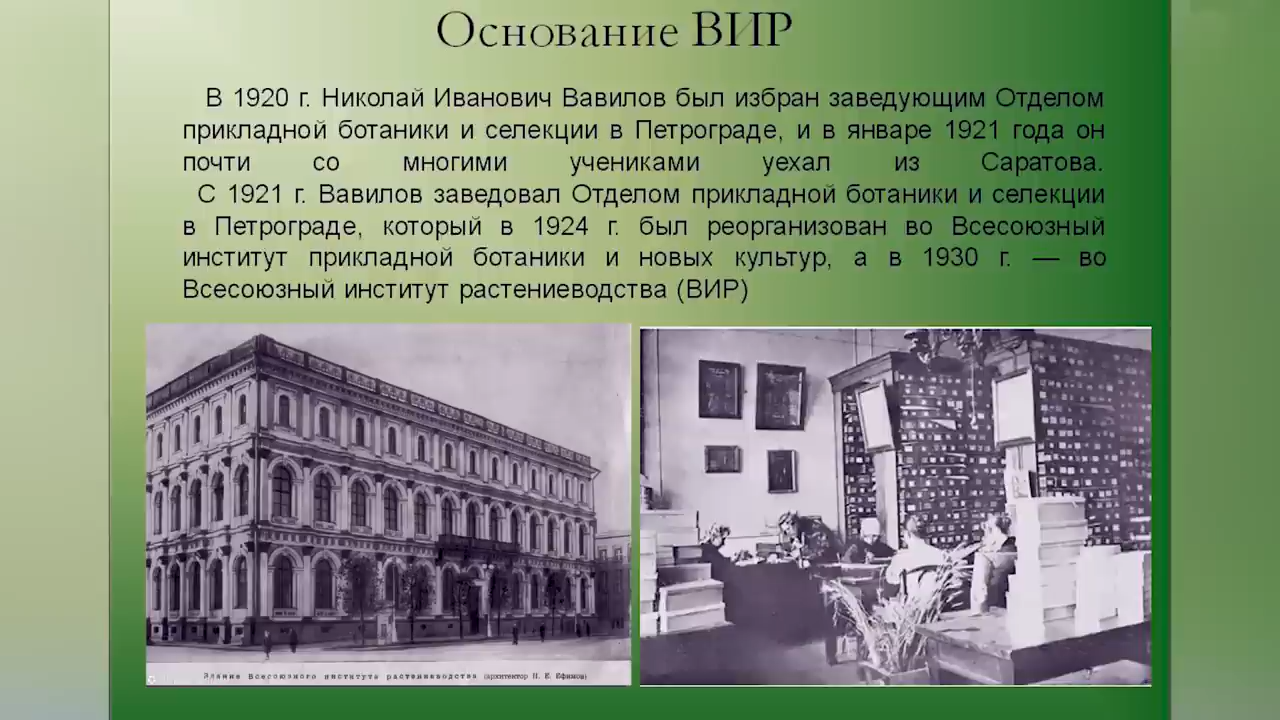 Основание ВИР
В 1920 г. Николай Иванович Вавилов был избран заведующим Отделом
прикладной ботаники и селекции в Петрограде, и в январе 1921 года он
почти со многими учениками уехал из Саратова.
С 1921 г. Вавилов заведовал Отделом прикладной ботаники и селекции
в Петрограде, который в 1924 г. был реорганизован во Всесоюзный
институт прикладной ботаники и новых культур, а в 1930 г. — во
Всесоюзный институт растениеводства (ВИР)
Здание Всесоюзного института растениеводства (архитектор Н. Е. Ефимов)